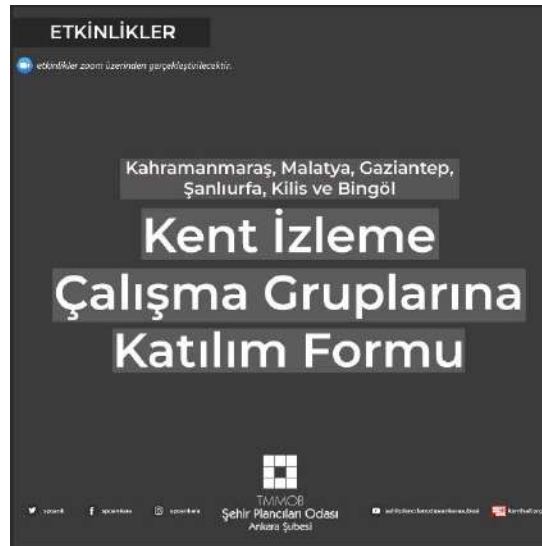 ETKİNLİKLER
etkinlikler zoom üzerinden gerçekleştirilecektir.
Kahramanmaraş, Malatya, Gaziantep,
Şanlıurfa, Kilis ve Bingöl
Kent İzleme
Çalışma Gruplarına
Katılım Formu
TMMOB
Şehir Plancıları Odası
Ankara Şubesi